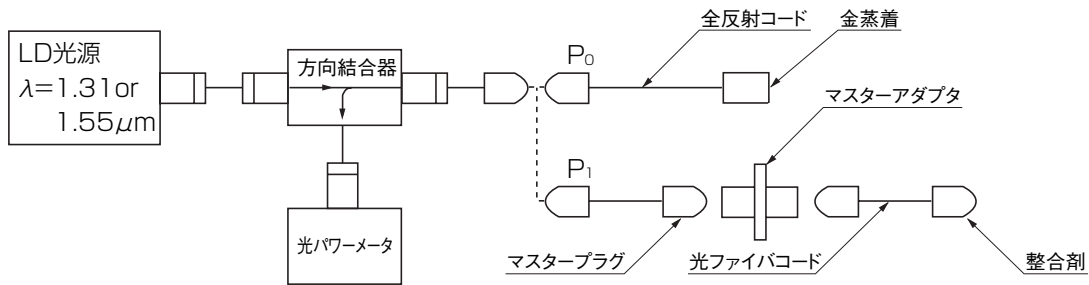 LD光源
λ=1.31or
1.55μm
方向結合器
光パワーメータ
P₀
全反射コード
金蒸着
マスターアダプタ
P₁
マスタープラグ
光ファイバコード
整合剤